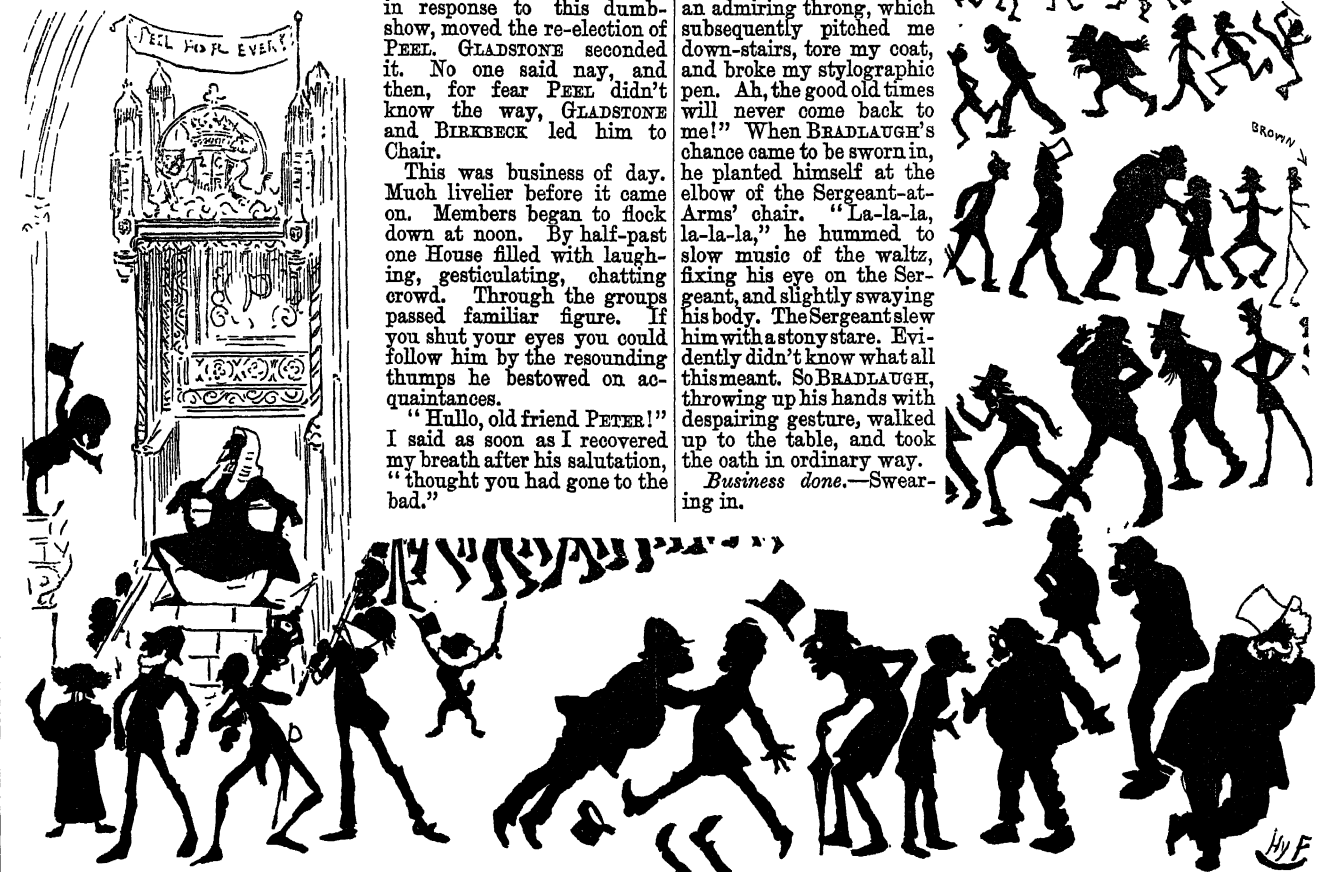 PEEL FOR EVER!
in response to this dumb-
show, moved the re-election of
PEEL. GLADSTONE seconded
it. No one said nay, and
then, for fear PEEL didn't
know the way, GLADSTONE
and BIRKBECK led him to
Chair.
This was business of day.
Much livelier before it came
on. Members began to flock
down at noon. By half-past
one House filled with laugh-
ing, gesticulating, chatting
crowd. Through the groups
passed familiar figure. If
you shut your eyes you could
follow him by the resounding
thumps he bestowed on ac-
quaintances.
"Hullo, old friend PETER!"
I said as soon as I recovered
my breath after his salutation,
"thought you had gone to the
bad."
an admiring throng, which
subsequently pitched me
down-stairs, tore my coat,
and broke my stylographic
pen. Ah, the good old times
will never come back to
me!" When BRADLAUGH'S
chance came to be sworn in,
he planted himself at the
elbow of the Sergeant-at-
Arms' chair. "La-la-la,
la-la-la," he hummed to
slow music of the waltz,
fixing his eye on the Ser-
geant, and slightly swaying
his body. The Sergeant slew
him with a stony stare. Evi-
dently didn't know what all
this meant. So BRADLAUGH,
throwing up his hands with
despairing gesture, walked
up to the table, and took
the oath in ordinary way.
Business done.—Swear-
ing in.
BROWN
Hy F